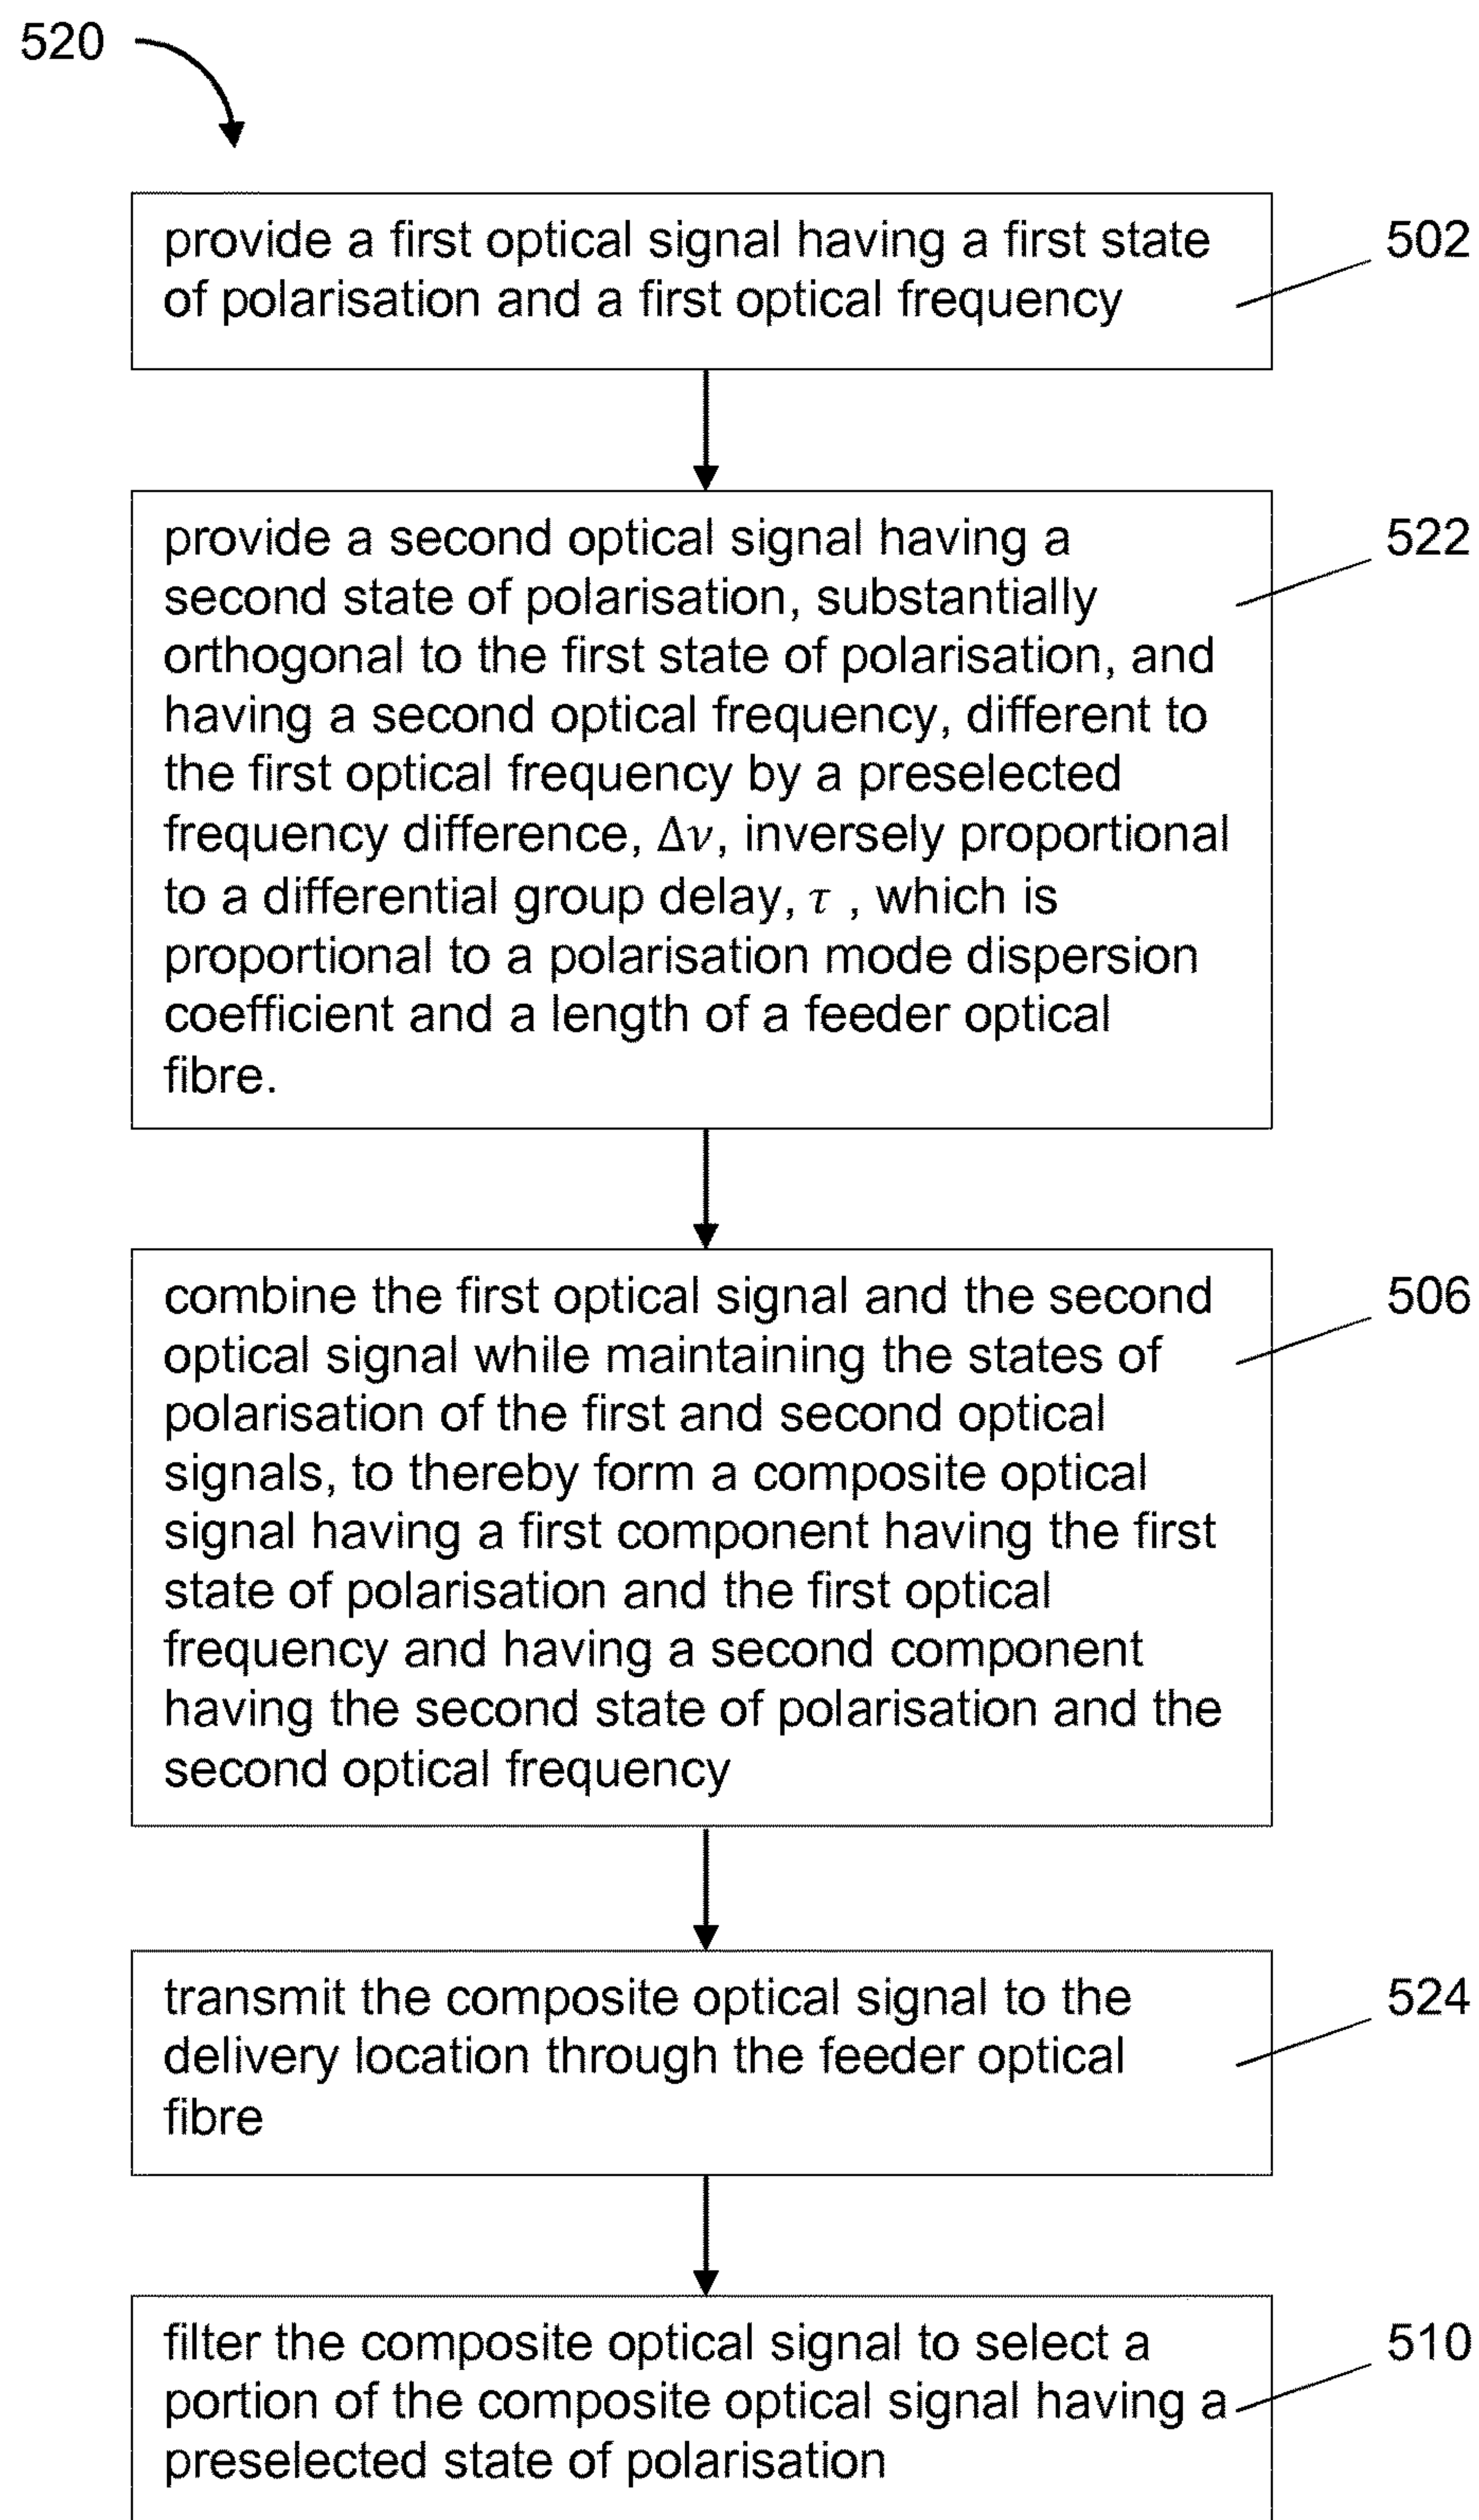 520
provide a first optical signal having a first state
of polarisation and a first optical frequency
502
provide a second optical signal having a
second state of polarisation, substantially
orthogonal to the first state of polarisation, and
having a second optical frequency, different to
the first optical frequency by a preselected
frequency difference, Δν, inversely proportional
to a differential group delay, τ , which is
proportional to a polarisation mode dispersion
coefficient and a length of a feeder optical
fibre.
522
combine the first optical signal and the second
optical signal while maintaining the states of
polarisation of the first and second optical
signals, to thereby form a composite optical
signal having a first component having the first
state of polarisation and the first optical
frequency and having a second component
having the second state of polarisation and the
second optical frequency
506
transmit the composite optical signal to the
delivery location through the feeder optical
fibre
524
filter the composite optical signal to select a
portion of the composite optical signal having a
preselected state of polarisation
510